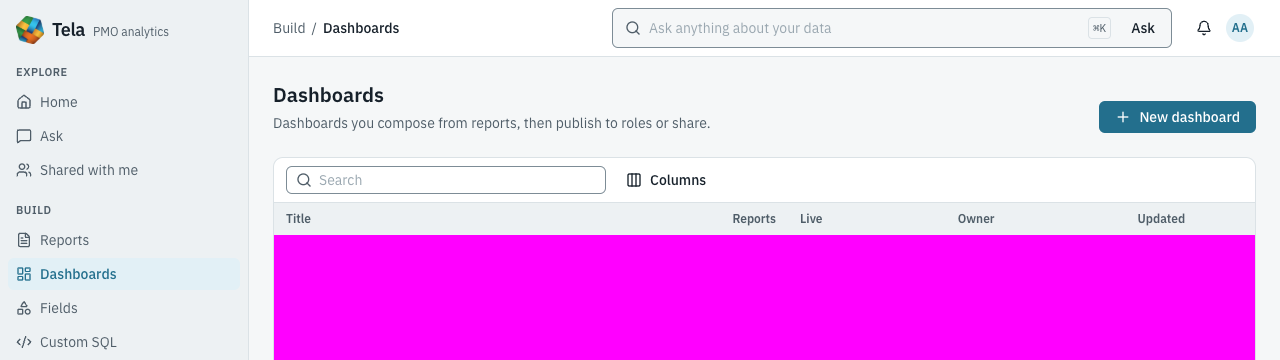 Tela PMO analytics
EXPLORE
Home
Ask
Shared with me
BUILD
Reports
Dashboards
Fields
Custom SQL
Build / Dashboards
Ask anything about your data ⌘K Ask
AA
Dashboards
Dashboards you compose from reports, then publish to roles or share.
New dashboard
Search
Columns
Title Reports Live Owner Updated